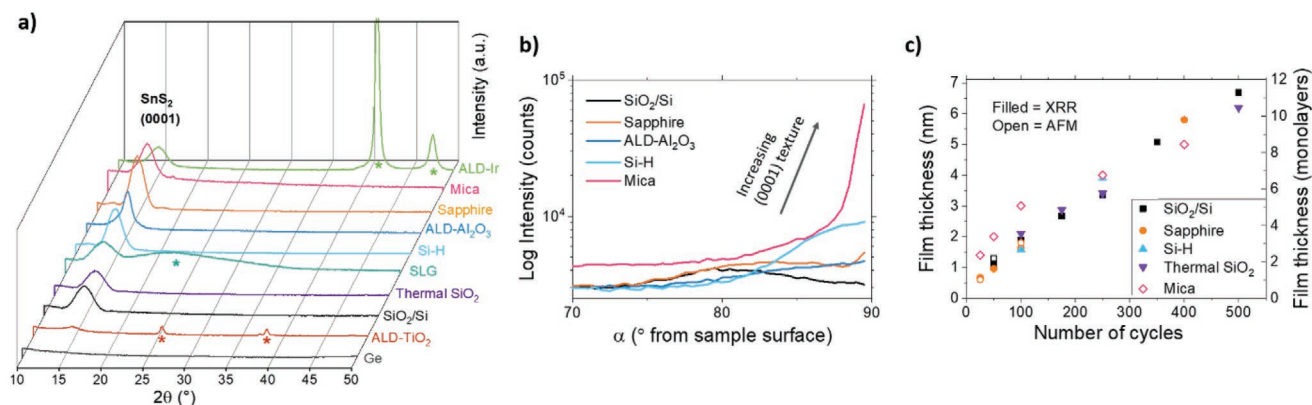 a)
SnS2
(0001)
Intensity (a.u.)
*
*
ALD-Ir
Mica
Sapphire
ALD-Al2O3
Si-H
*
SLG
Thermal SiO2
SiO2/Si
*
*
ALD-TiO2
Ge
10 15 20 25 30 35 40 45 50
2θ (°)
b)
Log Intensity (counts)
10^5
10^4
SiO2/Si
Sapphire
ALD-Al2O3
Si-H
Mica
Increasing
(0001) texture
70 80 90
α (° from sample surface)
c)
Film thickness (nm)
7
6
5
4
3
2
1
0
Filled = XRR
Open = AFM
SiO2/Si
Sapphire
Si-H
Thermal SiO2
Mica
0 100 200 300 400 500
Number of cycles
12
10
8
6
4
2
0
Film thickness (monolayers)